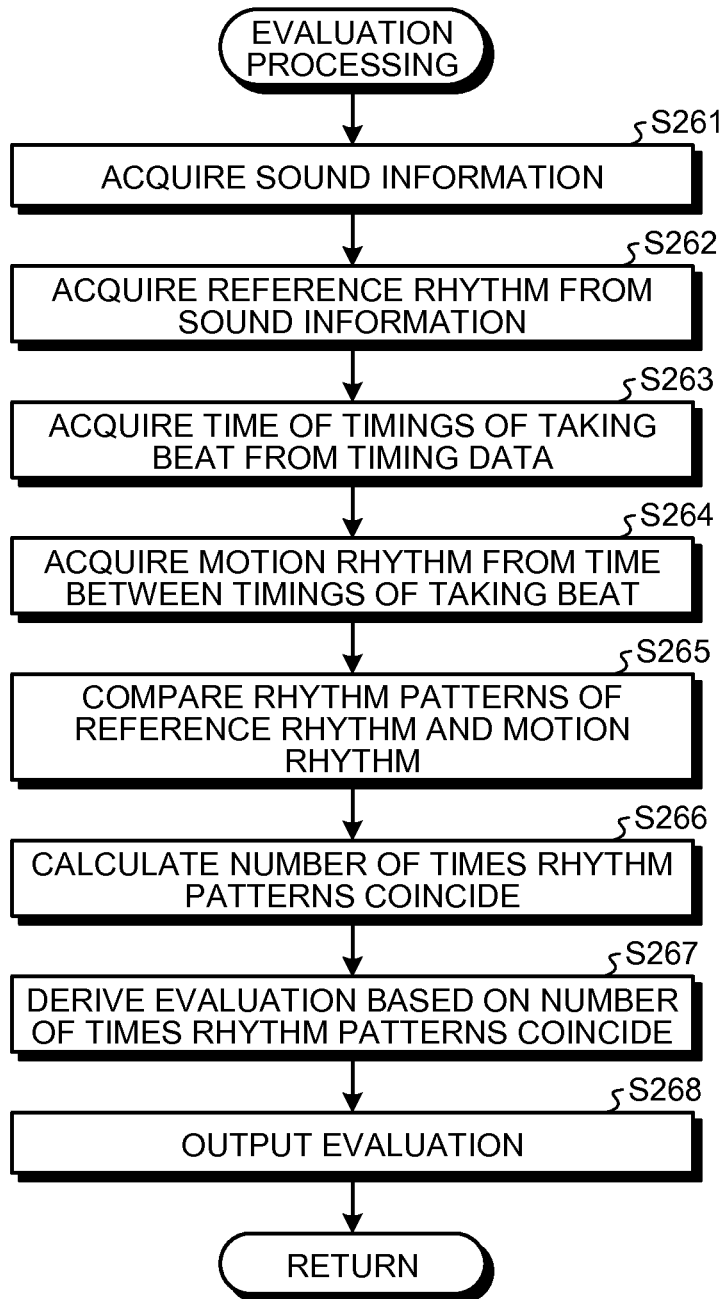 EVALUATION
PROCESSING
S261
ACQUIRE SOUND INFORMATION
S262
ACQUIRE REFERENCE RHYTHM FROM
SOUND INFORMATION
S263
ACQUIRE TIME OF TIMINGS OF TAKING
BEAT FROM TIMING DATA
S264
ACQUIRE MOTION RHYTHM FROM TIME
BETWEEN TIMINGS OF TAKING BEAT
S265
COMPARE RHYTHM PATTERNS OF
REFERENCE RHYTHM AND MOTION
RHYTHM
S266
CALCULATE NUMBER OF TIMES RHYTHM
PATTERNS COINCIDE
S267
DERIVE EVALUATION BASED ON NUMBER
OF TIMES RHYTHM PATTERNS COINCIDE
S268
OUTPUT EVALUATION
RETURN